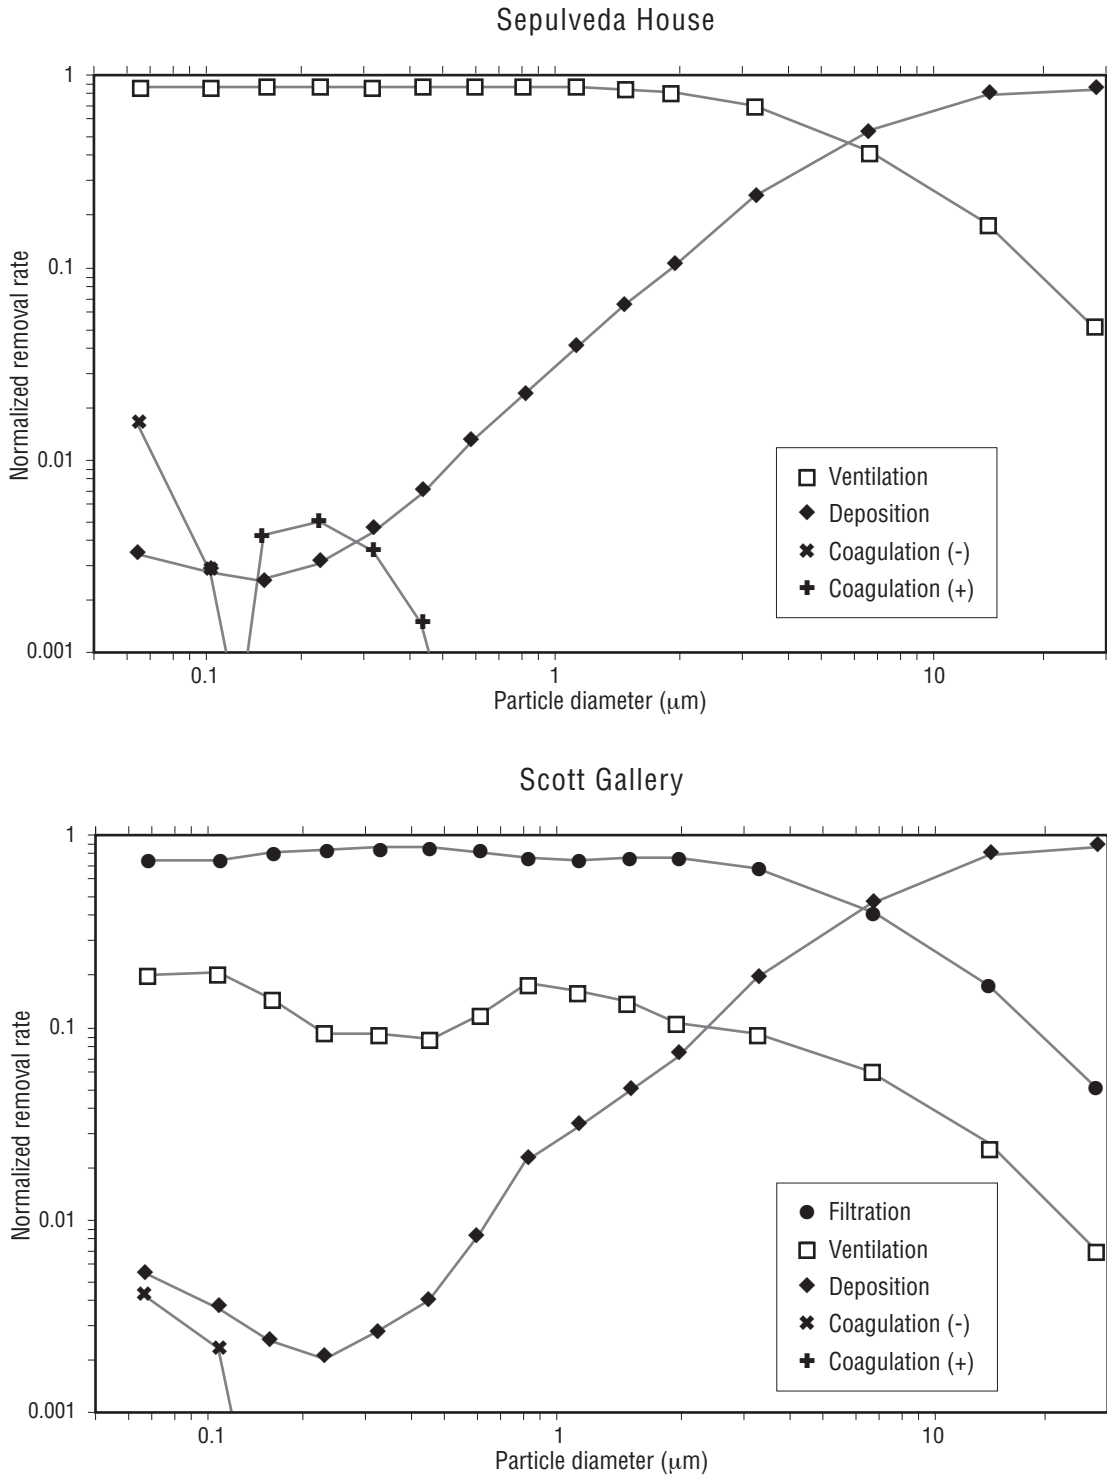 Sepulveda House
1
0.1
0.01
0.001
Normalized removal rate
Ventilation
Deposition
Coagulation (-)
Coagulation (+)
0.1
1
10
Particle diameter (μm)
Scott Gallery
1
0.1
0.01
0.001
Normalized removal rate
Filtration
Ventilation
Deposition
Coagulation (-)
Coagulation (+)
0.1
1
10
Particle diameter (μm)